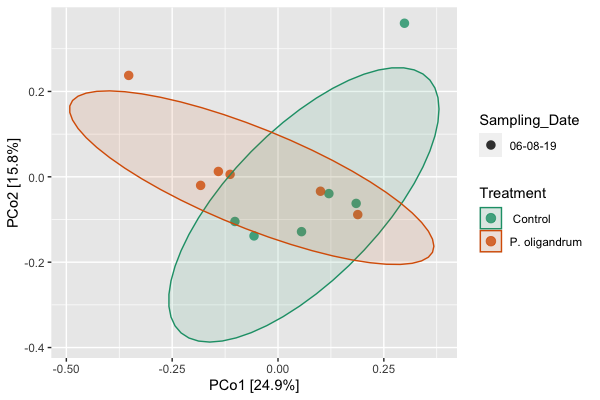 PCo2 [15.8%]
0.2
0.0
-0.2
-0.4
-0.50
-0.25
0.00
0.25
PCo1 [24.9%]
Sampling_Date
06-08-19
Treatment
Control
P. oligandrum